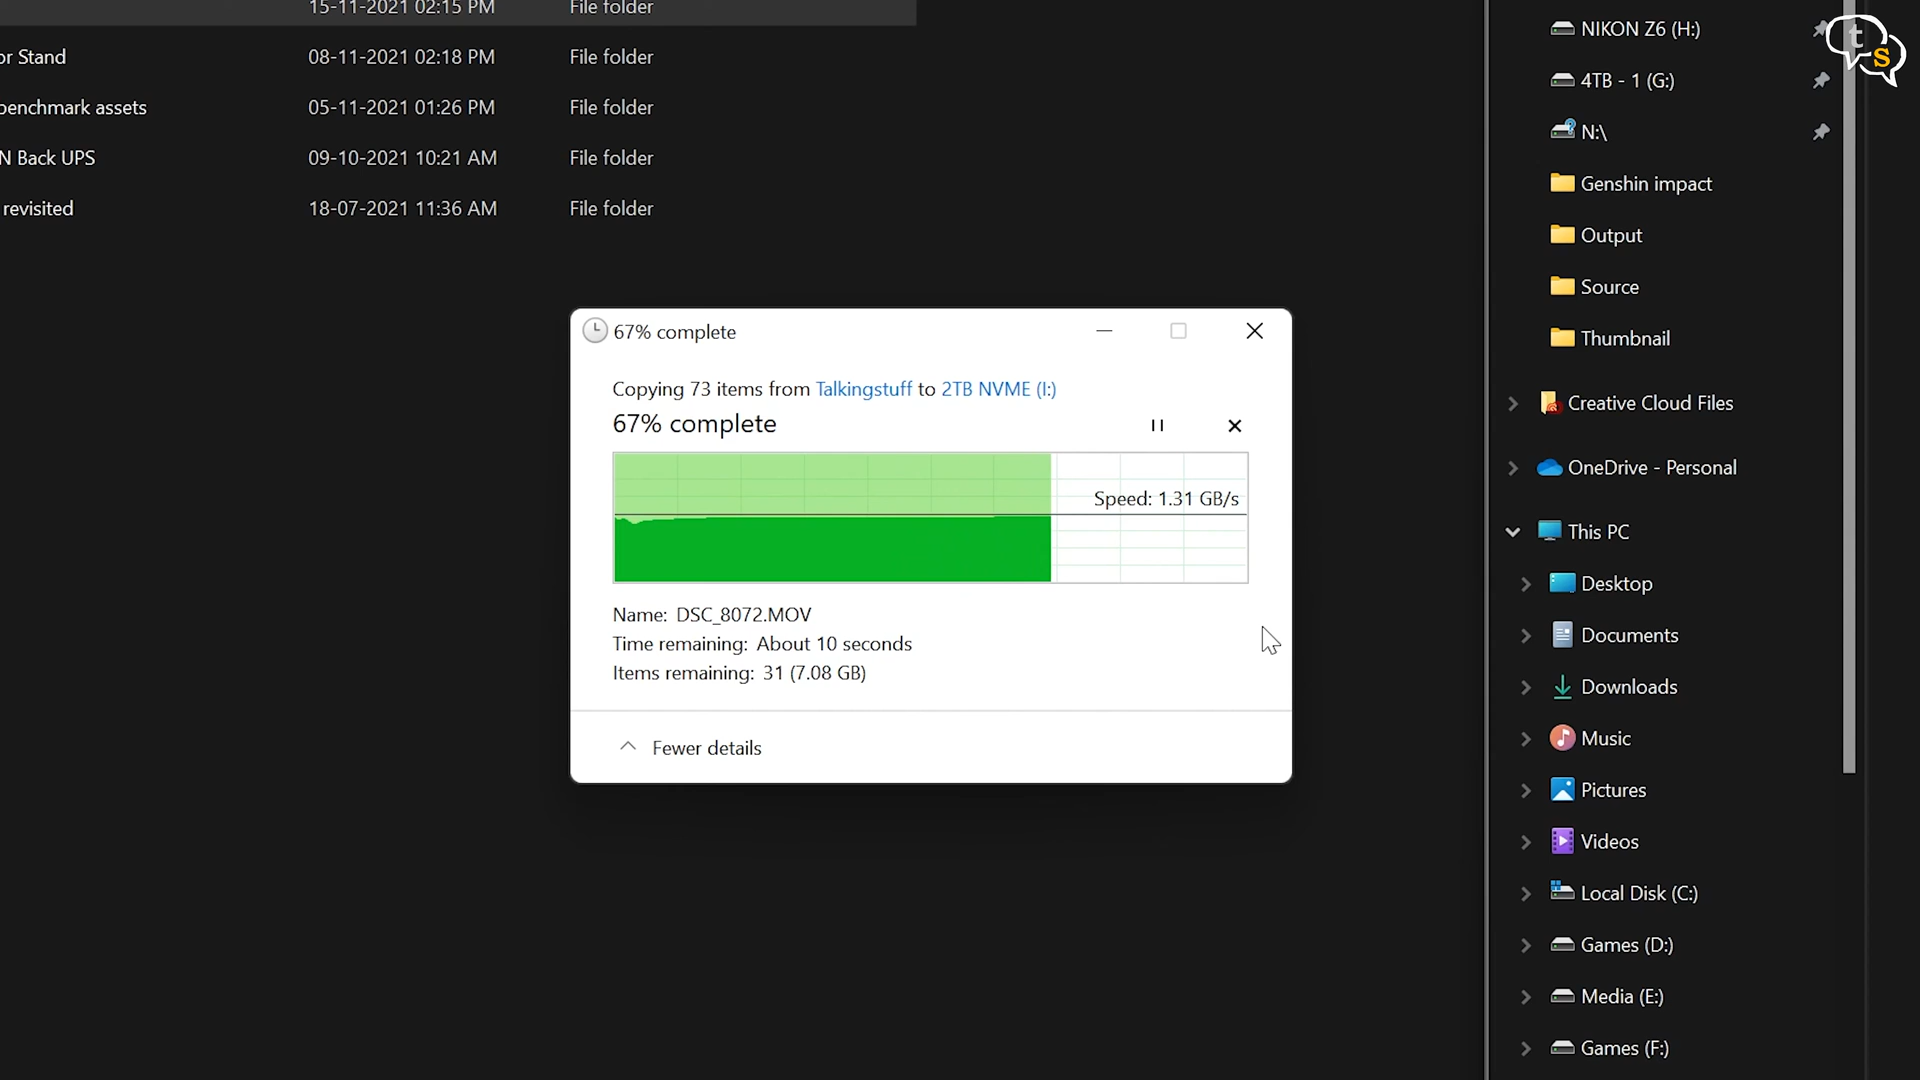 15-11-2021 02:15 PM File folder
or Stand 08-11-2021 02:18 PM File folder
benchmark assets 05-11-2021 01:26 PM File folder
N Back UPS 09-10-2021 10:21 AM File folder
revisited 18-07-2021 11:36 AM File folder
67% complete
Copying 73 items from Talkingstuff to 2TB NVME (I:)
67% complete
Speed: 1.31 GB/s
Name: DSC_8072.MOV
Time remaining: About 10 seconds
Items remaining: 31 (7.08 GB)
Fewer details
NIKON Z6 (H:)
4TB - 1 (G:)
N:\
Genshin impact
Output
Source
Thumbnail
Creative Cloud Files
OneDrive - Personal
This PC
Desktop
Documents
Downloads
Music
Pictures
Videos
Local Disk (C:)
Games (D:)
Media (E:)
Games (F:)
t
s